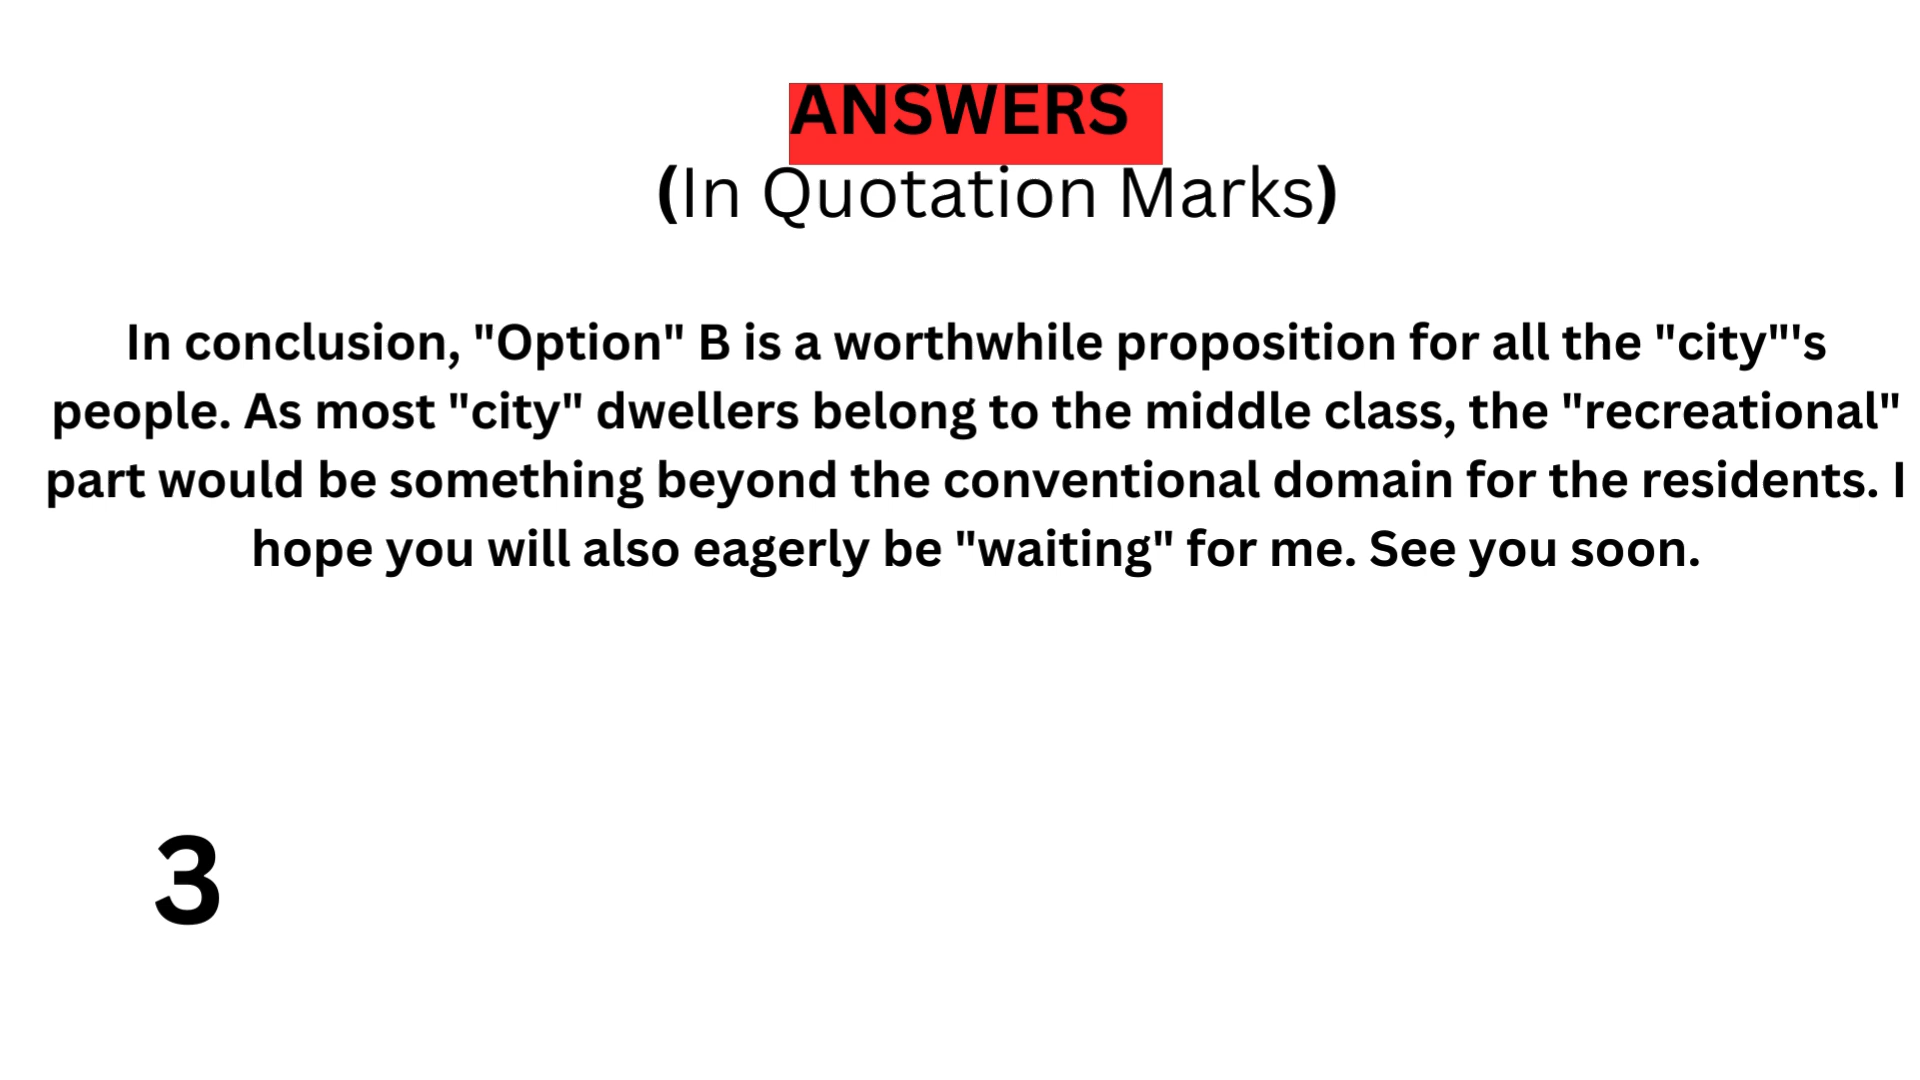 ANSWERS
(In Quotation Marks)
In conclusion, "Option" B is a worthwhile proposition for all the "city"'s
people. As most "city" dwellers belong to the middle class, the "recreational"
part would be something beyond the conventional domain for the residents. I
hope you will also eagerly be "waiting" for me. See you soon.
3